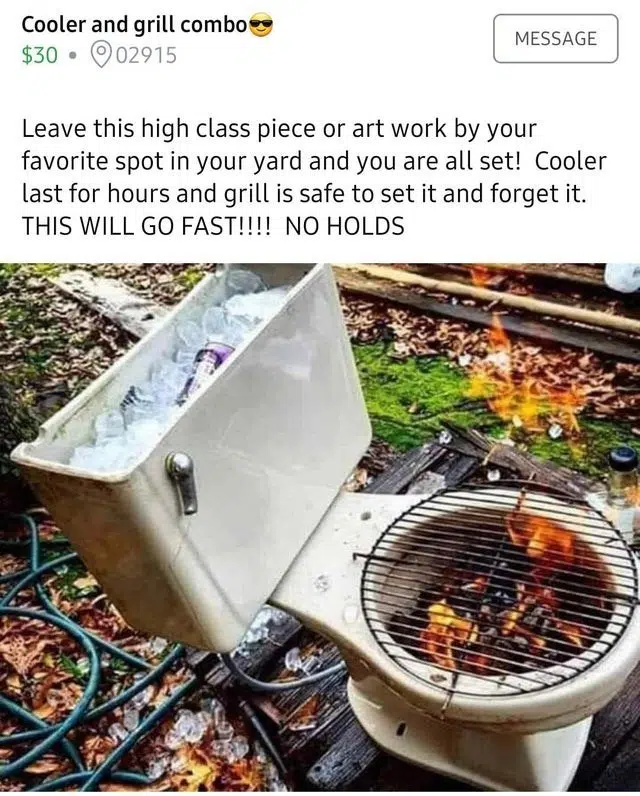 Cooler and grill combo😎
$30 • 02915
MESSAGE
Leave this high class piece or art work by your
favorite spot in your yard and you are all set! Cooler
last for hours and grill is safe to set it and forget it.
THIS WILL GO FAST!!!! NO HOLDS